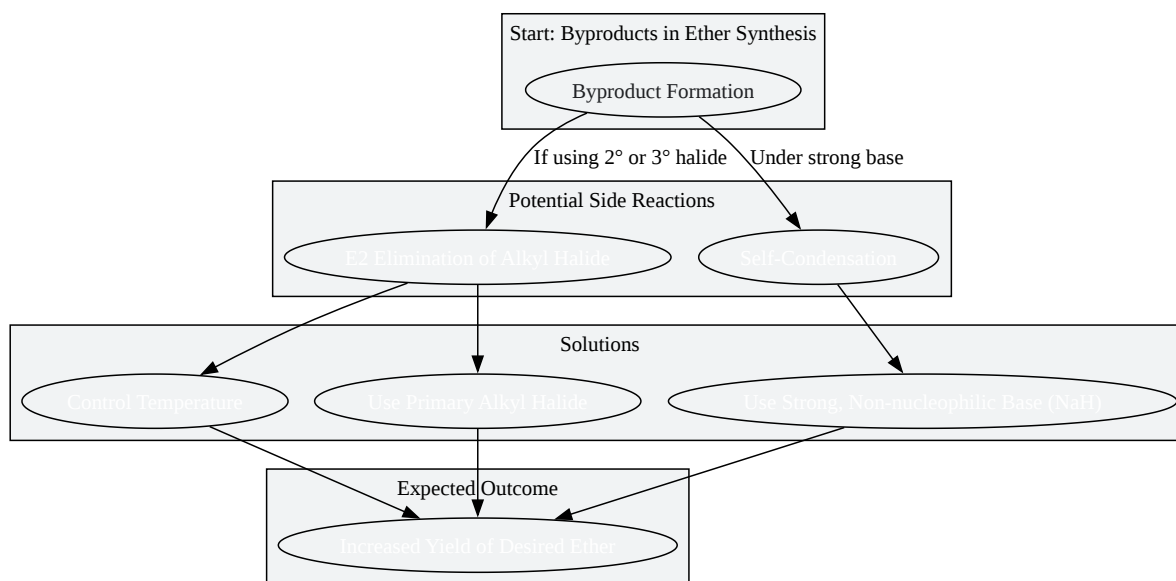 Start: Byproducts in Ether Synthesis
Byproduct Formation
If using 2° or 3° halide
Under strong base
Potential Side Reactions
E2 Elimination of Alkyl Halide
Self-Condensation
Solutions
Control Temperature
Use Primary Alkyl Halide
Use Strong, Non-nucleophilic Base (NaH)
Expected Outcome
Increased Yield of Desired Ether